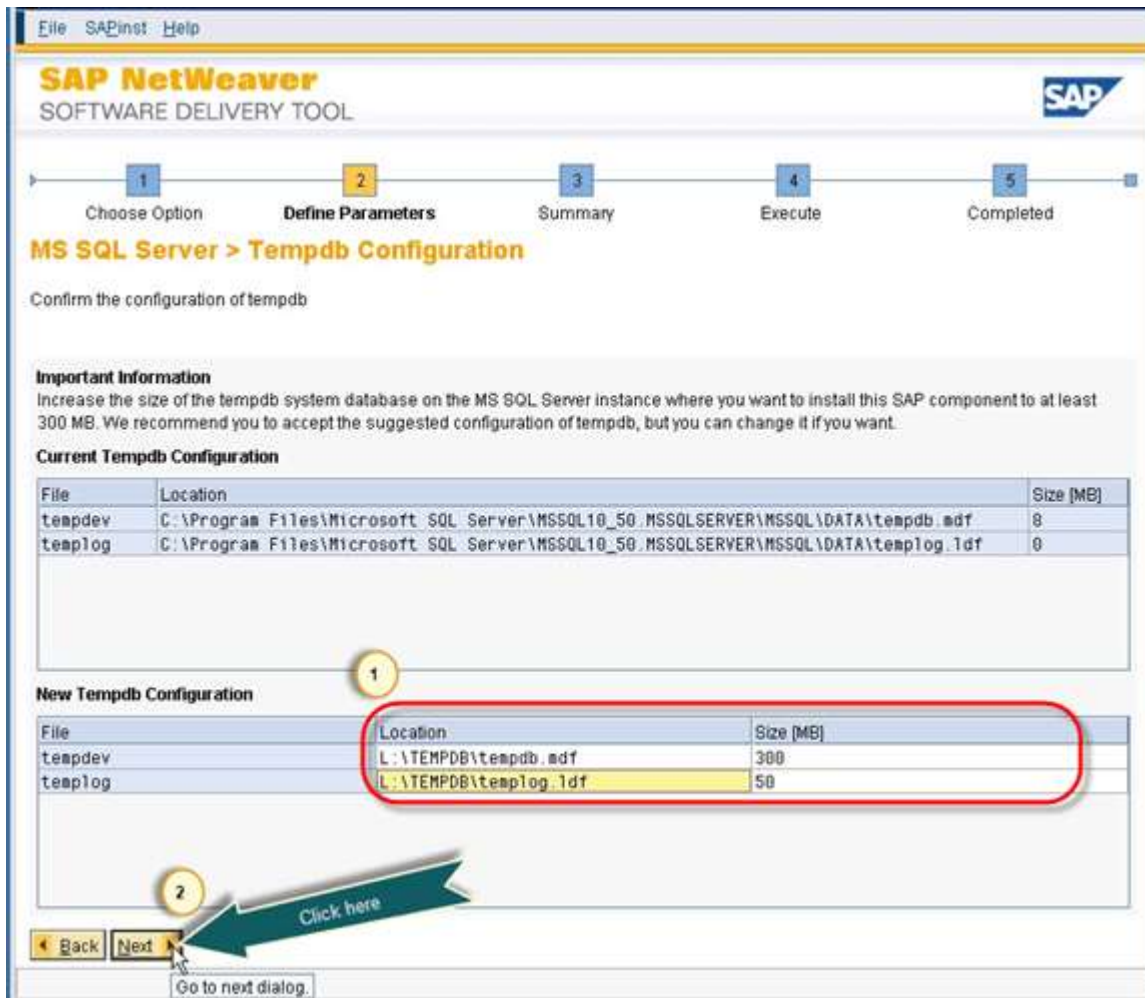 File SAPinst Help
SAP NetWeaver
SOFTWARE DELIVERY TOOL
SAP
1 2 3 4 5
Choose Option Define Parameters Summary Execute Completed
MS SQL Server > Tempdb Configuration
Confirm the configuration of tempdb
Important Information
Increase the size of the tempdb system database on the MS SQL Server instance where you want to install this SAP component to at least
300 MB. We recommend you to accept the suggested configuration of tempdb, but you can change it if you want.
Current Tempdb Configuration
File Location Size [MB]
tempdev C:\Program Files\Microsoft SQL Server\MSSQL10_50.MSSQLSERVER\MSSQL\DATA\tempdb.mdf 8
templog C:\Program Files\Microsoft SQL Server\MSSQL10_50.MSSQLSERVER\MSSQL\DATA\templog.ldf 0
1
New Tempdb Configuration
File Location Size [MB]
tempdev L:\TEMPDB\tempdb.mdf 300
templog L:\TEMPDB\templog.ldf 50
2
Click here
Back Next
Go to next dialog.